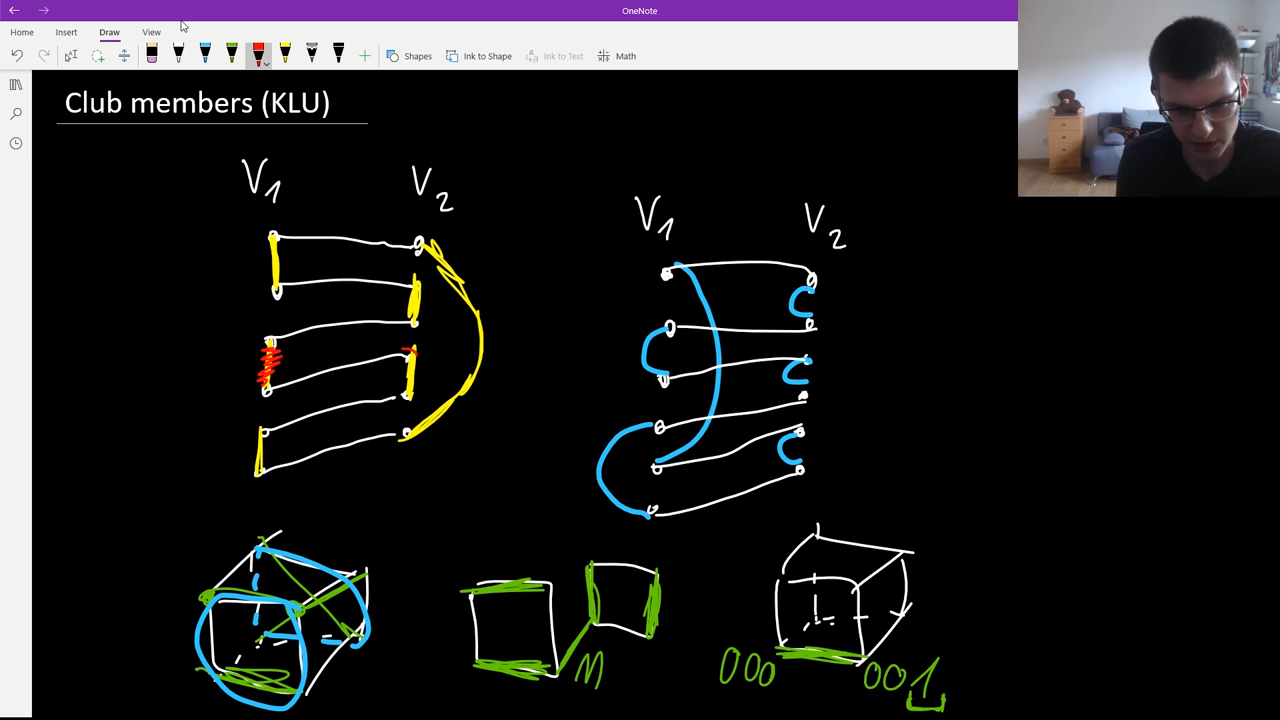 OneNote
Home Insert Draw View
Shapes Ink to Shape Ink to Text Math
Club members (KLU)
V1 V2
V1 V2
M
000 001